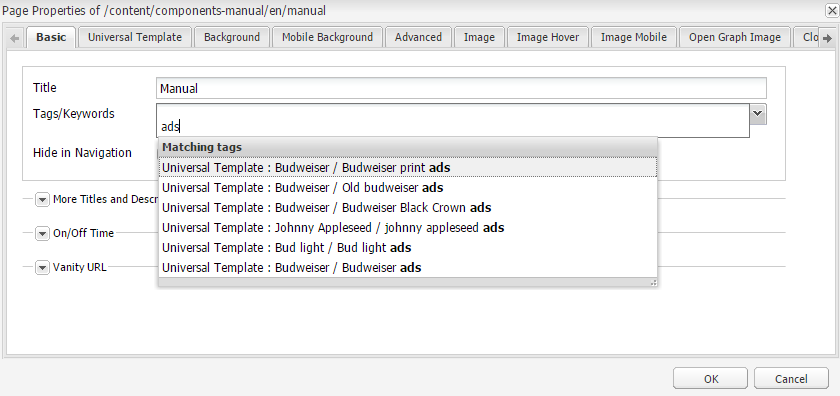 Page Properties of /content/components-manual/en/manual
Basic Universal Template Background Mobile Background Advanced Image Image Hover Image Mobile Open Graph Image Clo
Title Manual
Tags/Keywords
ads
Hide in Navigation
Matching tags
Universal Template : Budweiser / Budweiser print ads
Universal Template : Budweiser / Old budweiser ads
More Titles and Descr
Universal Template : Budweiser / Budweiser Black Crown ads
Universal Template : Johnny Appleseed / johnny appleseed ads
On/Off Time
Universal Template : Bud light / Bud light ads
Vanity URL
Universal Template : Budweiser / Budweiser ads
OK Cancel